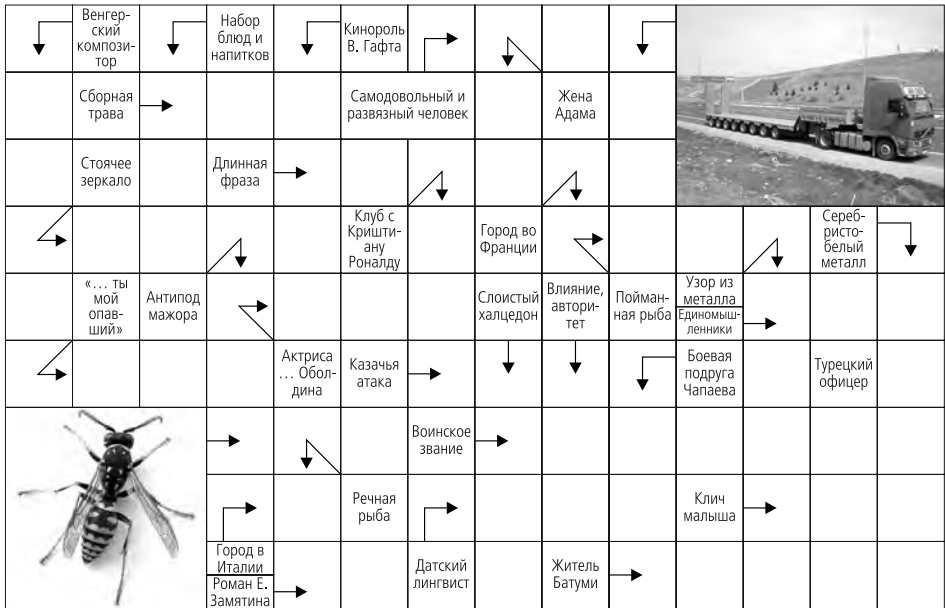 Венгер-
ский
компози-
тор
Набор
блюд и
напитков
Кинороль
В. Гафта
Сборная
трава
Самодовольный и
развязный человек
Жена
Адама
Стоячее
зеркало
Длинная
фраза
Клуб с
Кришти-
ану
Роналду
Город во
Франции
Сереб-
ристо-
белый
металл
«... ты
мой
опав-
ший»
Антипод
мажора
Слоистый
халцедон
Влияние,
автори-
тет
Пойман-
ная рыба
Узор из
металла
Единомыш-
ленники
Актриса
... Обол-
дина
Казачья
атака
Боевая
подруга
Чапаева
Турецкий
офицер
Воинское
звание
Речная
рыба
Клич
малыша
Город в
Италии
Роман Е.
Замятина
Датский
лингвист
Житель
Батуми